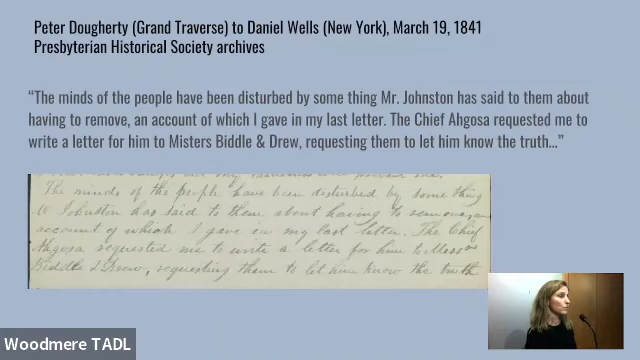 Peter Dougherty (Grand Traverse) to Daniel Wells (New York), March 19, 1841
Presbyterian Historical Society archives
“The minds of the people have been disturbed by some thing Mr. Johnston has said to them about
having to remove, an account of which I gave in my last letter. The Chief Ahgosa requested me to
write a letter for him to Misters Biddle & Drew, requesting them to let him know the truth...”
The minds of the people have been disturbed by some thing
Mr Johnston has said to them about having to remove, an
account of which I gave in my last letter. The Chief
Ahgosa requested me to write a letter for him to Messrs
Biddle & Drew, requesting them to let him know the truth
Woodmere TADL